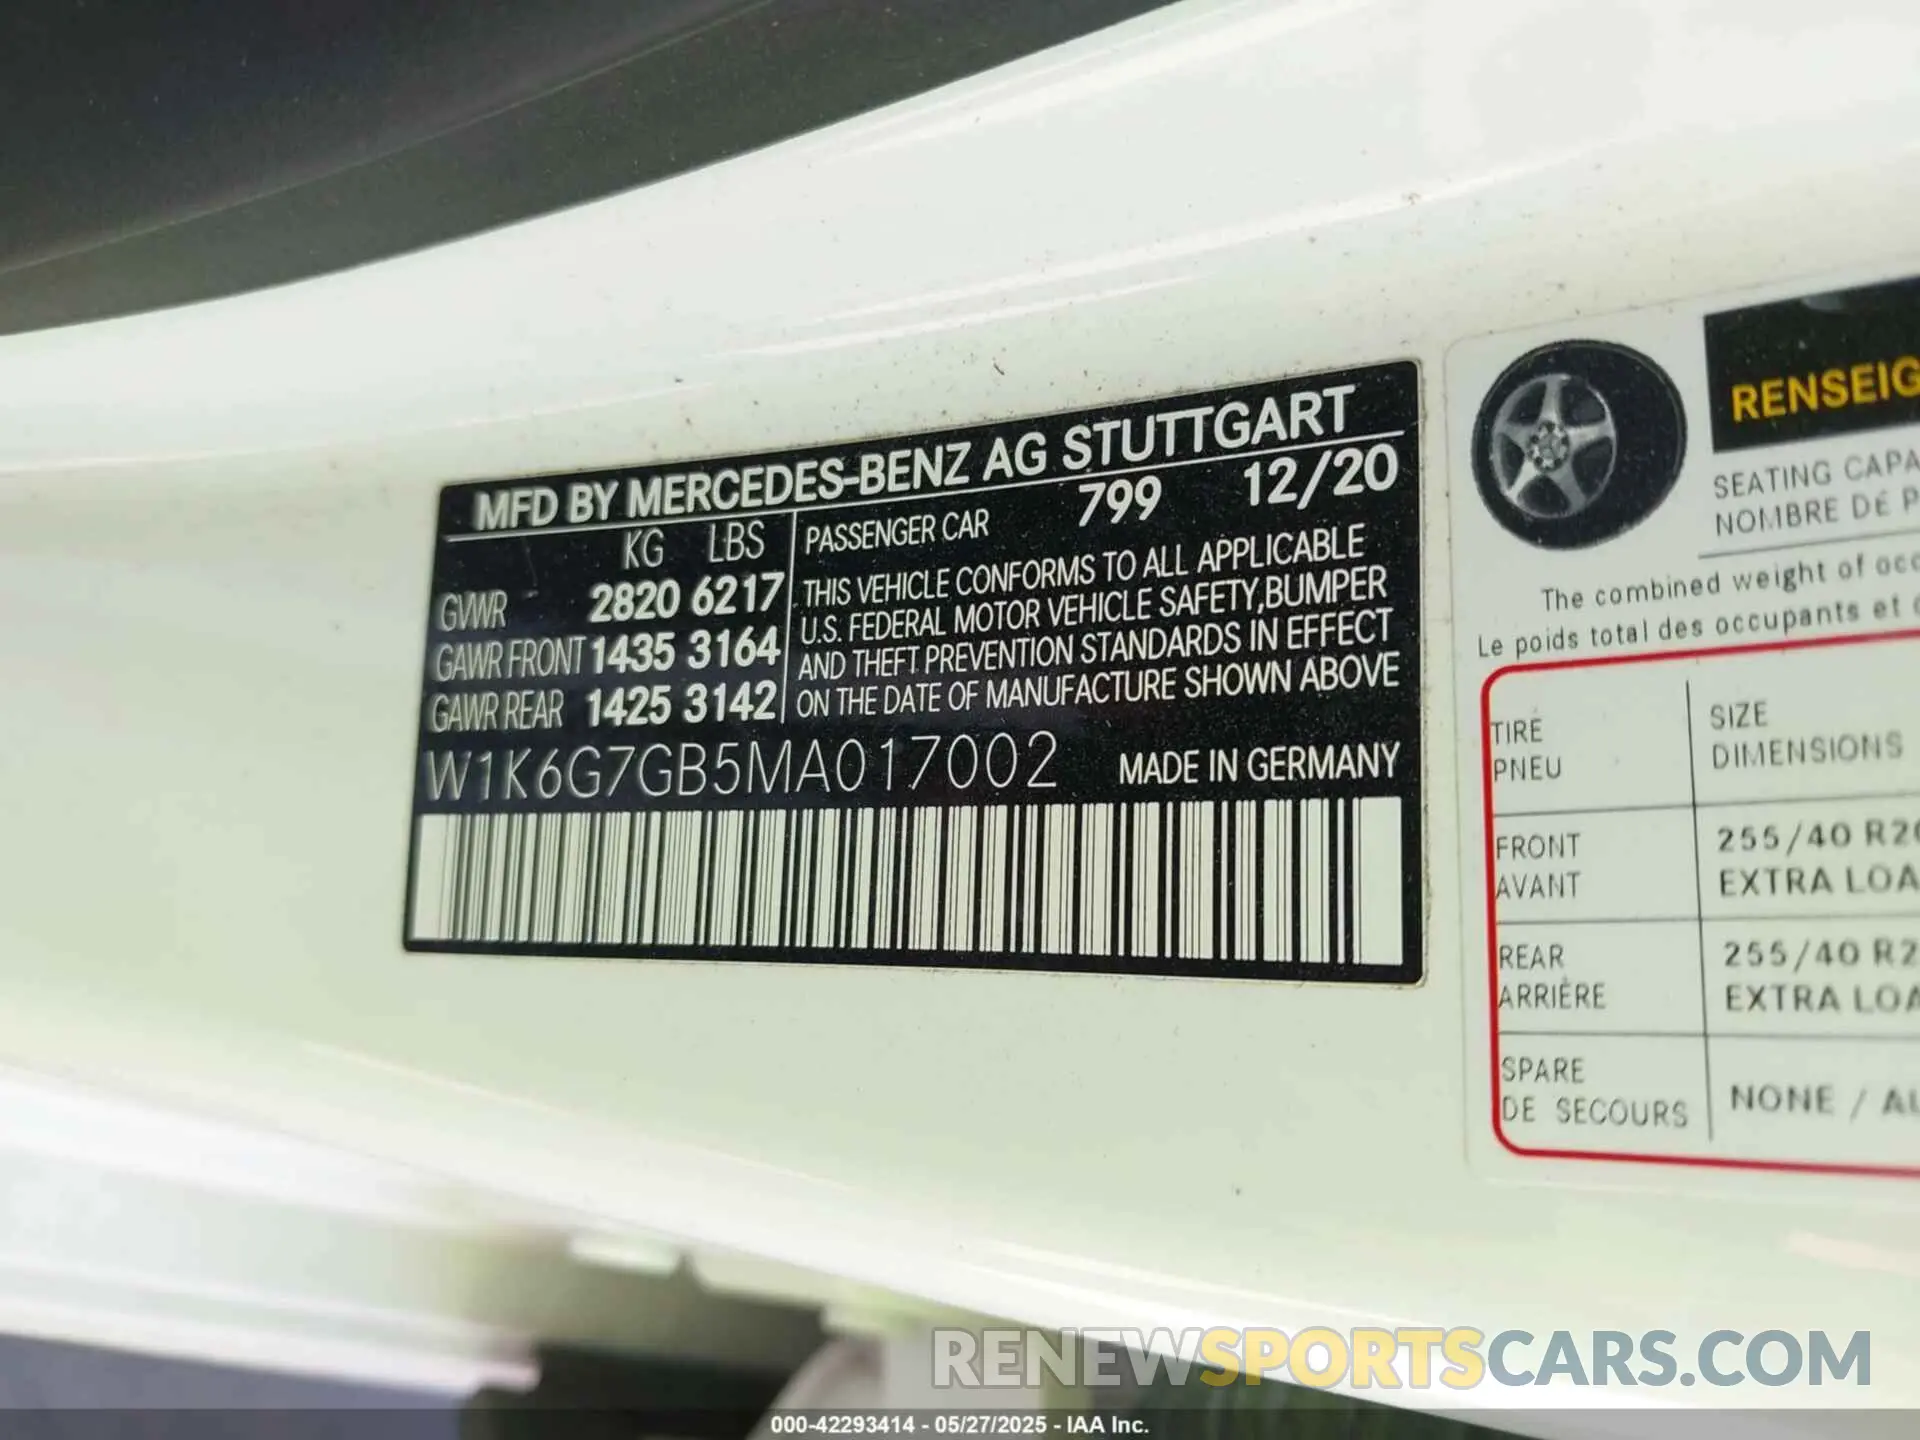 MFD BY MERCEDES-BENZ AG STUTTGART
KG LBS
PASSENGER CAR 799 12/20
GVWR 2820 6217
GAWR FRONT 1435 3164
GAWR REAR 1425 3142
THIS VEHICLE CONFORMS TO ALL APPLICABLE
U.S. FEDERAL MOTOR VEHICLE SAFETY,BUMPER
AND THEFT PREVENTION STANDARDS IN EFFECT
ON THE DATE OF MANUFACTURE SHOWN ABOVE
W1K6G7GB5MA017002 MADE IN GERMANY
RENSEIG
SEATING CAPA
NOMBRE DE P
The combined weight of occ
Le poids total des occupants et
TIRE
PNEU
SIZE
DIMENSIONS
FRONT
AVANT
255/40 R20
EXTRA LOA
REAR
ARRIÈRE
255/40 R2
EXTRA LOA
SPARE
DE SECOURS
NONE / AU
RENEWSPORTSCARS.COM
000-42293414 - 05/27/2025 - IAA Inc.